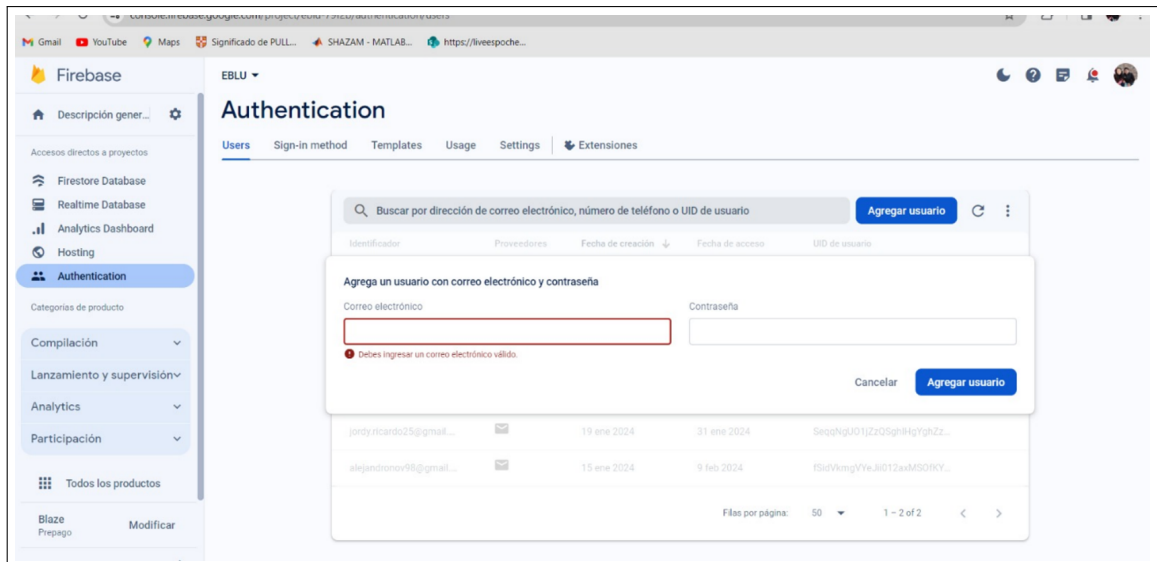 Gmail YouTube Maps Significado de PULL... SHAZAM - MATLAB... https://liveespoche...
Firebase
EBLU
Descripción gener...
Authentication
Users Sign-in method Templates Usage Settings Extensions
Accesos directos a proyectos
Firestore Database
Realtime Database
Analytics Dashboard
Hosting
Authentication
Categorías de producto
Compilación
Lanzamiento y supervisión
Analytics
Participación
Todos los productos
Blaze
Prepago
Modificar
Buscar por dirección de correo electrónico, número de teléfono o UID de usuario
Agregar usuario
Identificador Proveedores Fecha de creación Fecha de acceso UID de usuario
Agrega un usuario con correo electrónico y contraseña
Correo electrónico Contraseña
Debes ingresar un correo electrónico válido.
Cancelar Agregar usuario
jordy.ricardo25@gmail... 19 ene 2024 31 ene 2024
alejandronov98@gmail... 15 ene 2024 9 feb 2024
Filas por página: 50 1 – 2 of 2